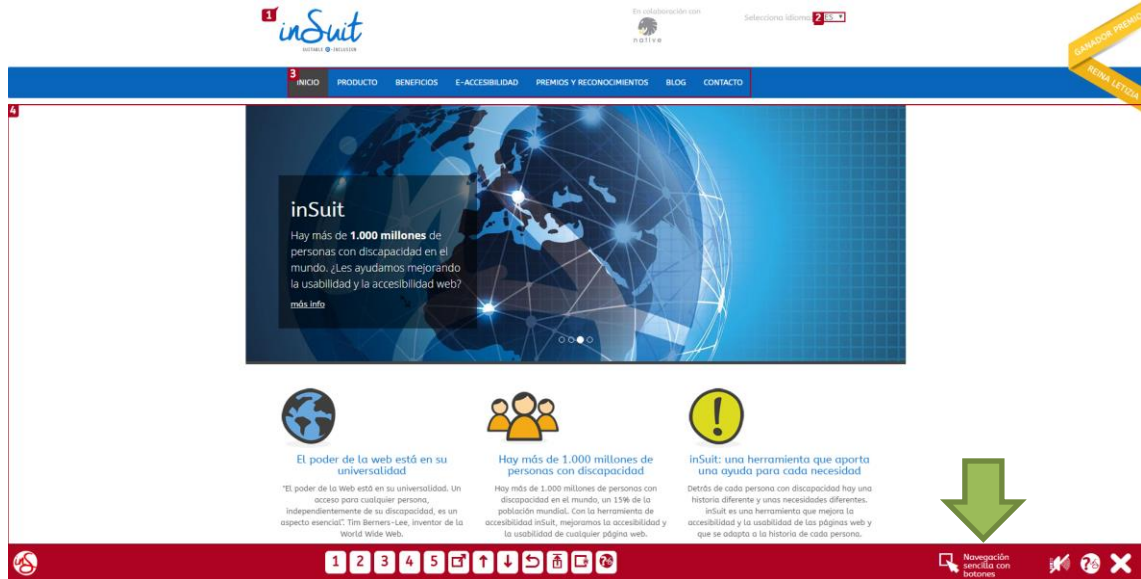 1
inSuit
SUITABLE e-INCLUSION
En colaboración con
native
Selecciona idioma:
2
ES
GANADOR PREMIO
REINA LETIZIA
3
INICIO PRODUCTO BENEFICIOS E-ACCESIBILIDAD PREMIOS Y RECONOCIMIENTOS BLOG CONTACTO
4
inSuit
Hay más de 1.000 millones de
personas con discapacidad en el
mundo. ¿Les ayudamos mejorando
la usabilidad y la accesibilidad web?
más info
El poder de la web está en su
universalidad
"El poder de la Web está en su universalidad. Un
acceso para cualquier persona,
independientemente de su discapacidad, es un
aspecto esencial". Tim Berners-Lee, inventor de la
World Wide Web.
Hay más de 1.000 millones de
personas con discapacidad
Hay más de 1.000 millones de personas con
discapacidad en el mundo, un 15% de la
población mundial. Con la herramienta de
accesibilidad inSuit, mejoramos la accesibilidad y
la usabilidad de cualquier página web.
inSuit: una herramienta que aporta
una ayuda para cada necesidad
Detrás de cada persona con discapacidad hay una
historia diferente y unas necesidades diferentes.
inSuit es una herramienta que mejora la
accesibilidad y la usabilidad de las páginas web y
que se adapta a la historia de cada persona.
1 2 3 4 5
Navegación
sencilla con
botones